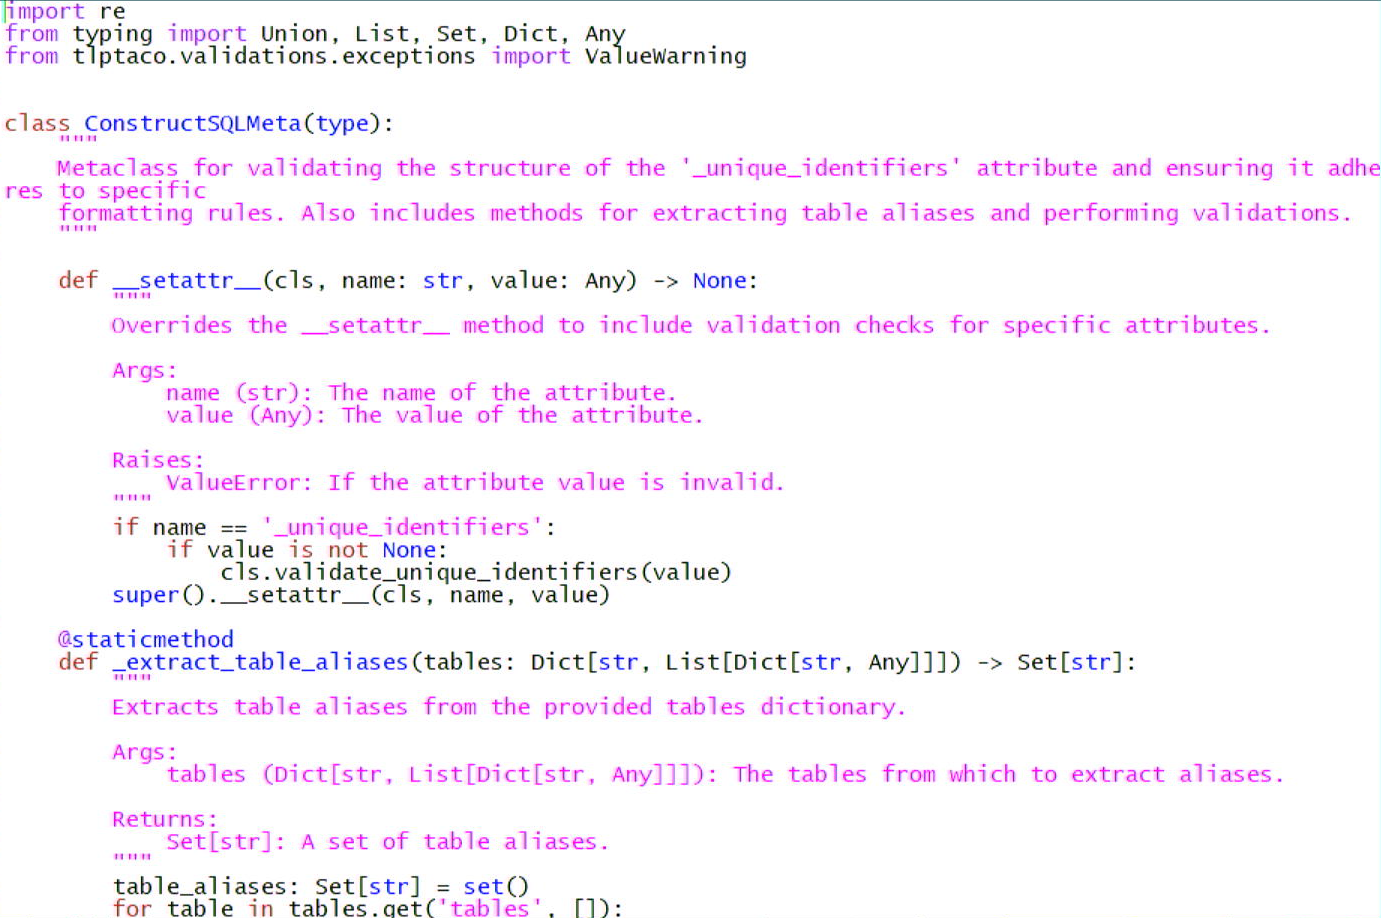 import re
from typing import Union, List, Set, Dict, Any
from tlptaco.validations.exceptions import ValueWarning
class ConstructSQLMeta(type):
    """
    Metaclass for validating the structure of the '_unique_identifiers' attribute and ensuring it adhe
res to specific
    formatting rules. Also includes methods for extracting table aliases and performing validations.
    """
    def __setattr__(cls, name: str, value: Any) -> None:
        """
        Overrides the __setattr__ method to include validation checks for specific attributes.
        Args:
            name (str): The name of the attribute.
            value (Any): The value of the attribute.
        Raises:
            ValueError: If the attribute value is invalid.
        """
        if name == '_unique_identifiers':
            if value is not None:
                cls.validate_unique_identifiers(value)
        super().__setattr__(cls, name, value)
    @staticmethod
    def _extract_table_aliases(tables: Dict[str, List[Dict[str, Any]]]) -> Set[str]:
        """
        Extracts table aliases from the provided tables dictionary.
        Args:
            tables (Dict[str, List[Dict[str, Any]]]): The tables from which to extract aliases.
        Returns:
            Set[str]: A set of table aliases.
        """
        table_aliases: Set[str] = set()
        for table in tables.get('tables', []):